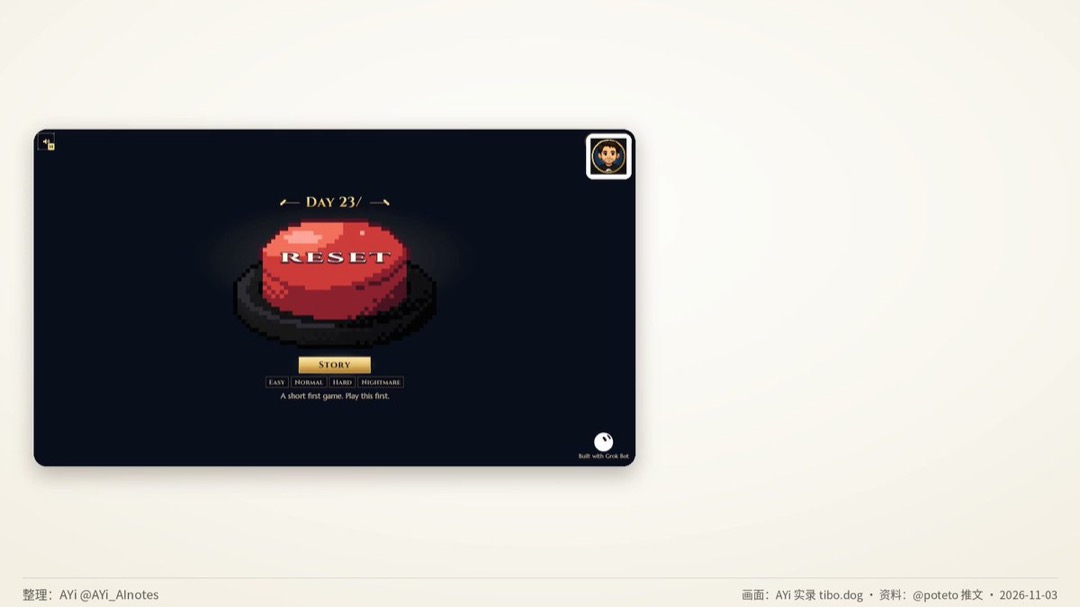 DAY 23/
RESET
STORY
EASY NORMAL HARD NIGHTMARE
A short first game. Play this first.
Built with Grok Bot
整理：AYi @AYi_AInotes
画面：AYi 实录 tibo.dog · 资料：@poteto 推文 · 2026-11-03